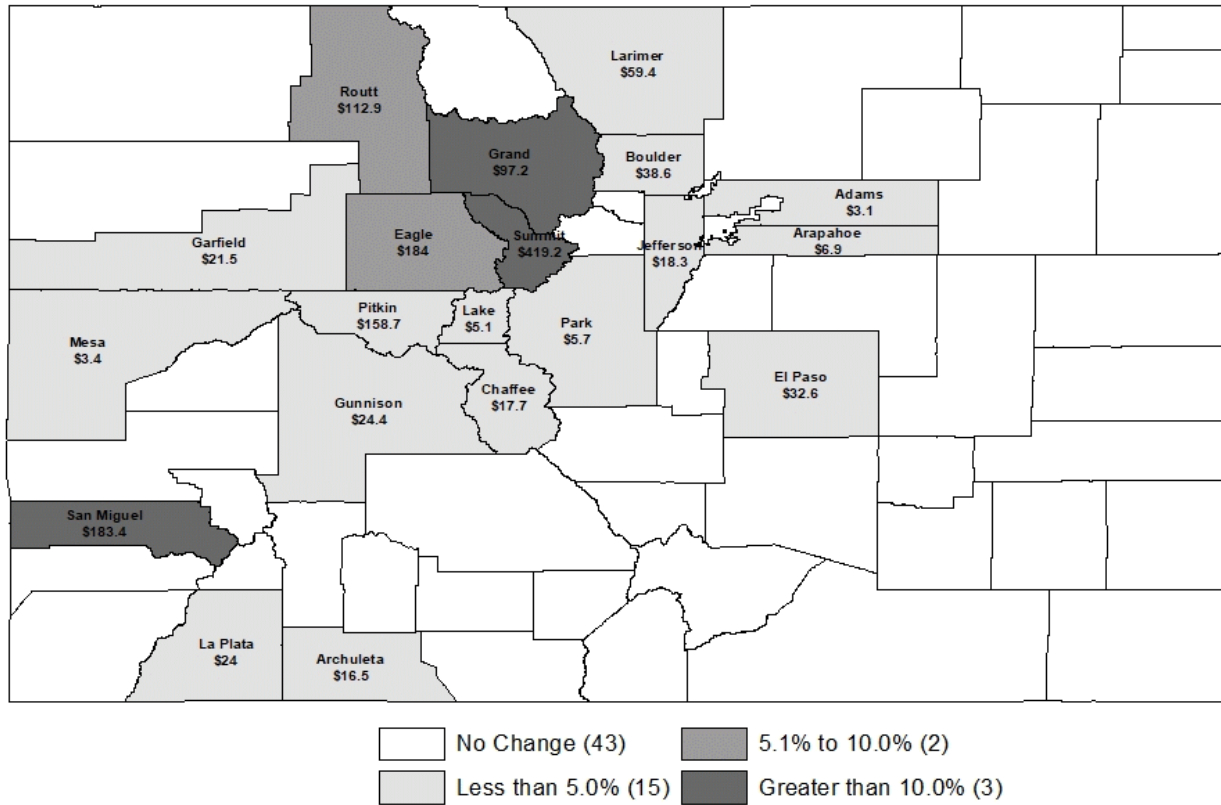 Larimer
$59.4
Routt
$112.9
Grand
$97.2
Boulder
$38.6
Adams
$3.1
Arapahoe
$6.9
Garfield
$21.5
Eagle
$184
Summit
$419.2
Jefferson
$18.3
Pitkin
$158.7
Lake
$5.1
Park
$5.7
Mesa
$3.4
Gunnison
$24.4
Chaffee
$17.7
El Paso
$32.6
San Miguel
$183.4
La Plata
$24
Archuleta
$16.5
No Change (43)
5.1% to 10.0% (2)
Less than 5.0% (15)
Greater than 10.0% (3)